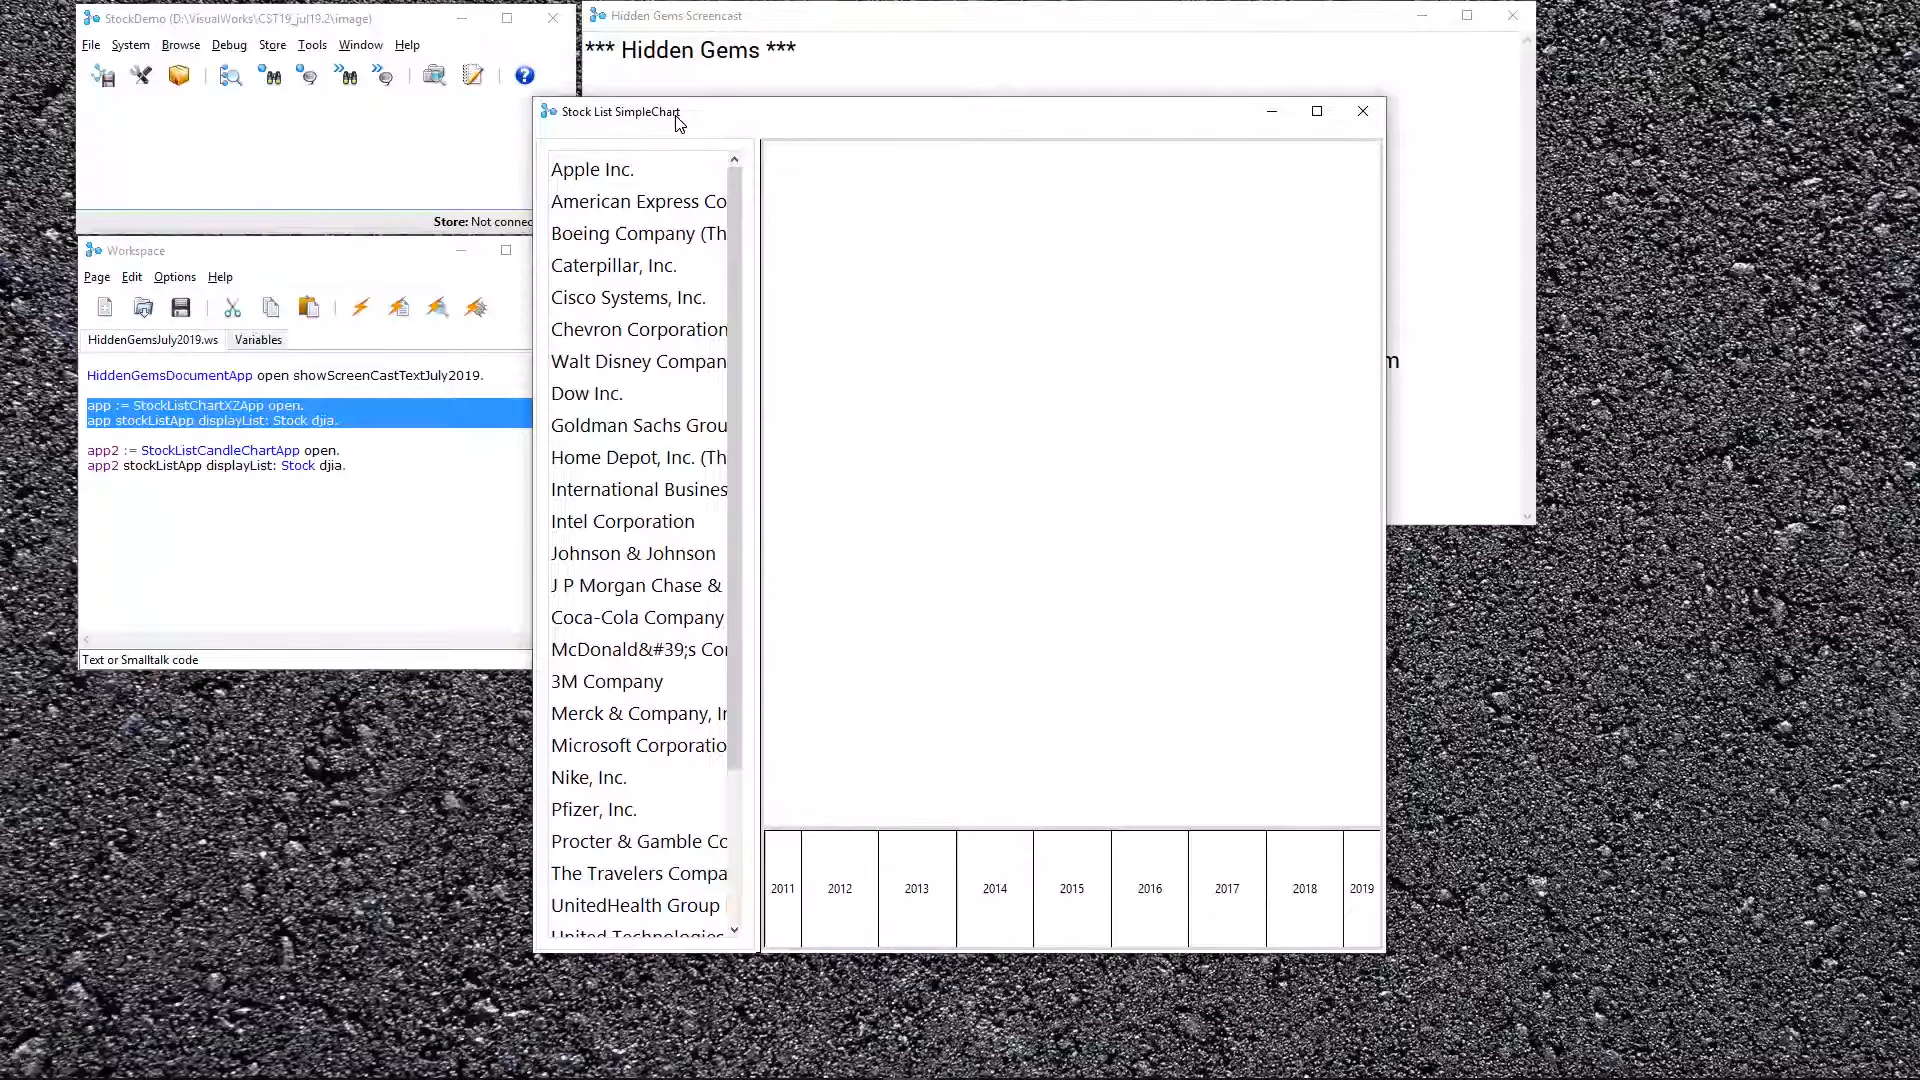 StockDemo (D:\VisualWorks\CST19_jul19.2\image)
File System Browse Debug Store Tools Window Help
Store: Not connec
Hidden Gems Screencast
*** Hidden Gems ***
m
Workspace
Page Edit Options Help
HiddenGemsJuly2019.ws Variables
HiddenGemsDocumentApp open showScreenCastTextJuly2019.
app := StockListChartXZApp open.
app stockListApp displayList: Stock djia.
app2 := StockListCandleChartApp open.
app2 stockListApp displayList: Stock djia.
Text or Smalltalk code
Stock List SimpleChart
Apple Inc.
American Express Co
Boeing Company (Th
Caterpillar, Inc.
Cisco Systems, Inc.
Chevron Corporation
Walt Disney Compan
Dow Inc.
Goldman Sachs Grou
Home Depot, Inc. (Th
International Busines
Intel Corporation
Johnson & Johnson
J P Morgan Chase &
Coca-Cola Company
McDonald&#39;s Cor
3M Company
Merck & Company, In
Microsoft Corporatio
Nike, Inc.
Pfizer, Inc.
Procter & Gamble Co
The Travelers Compa
UnitedHealth Group
United Technologies
2011 2012 2013 2014 2015 2016 2017 2018 2019